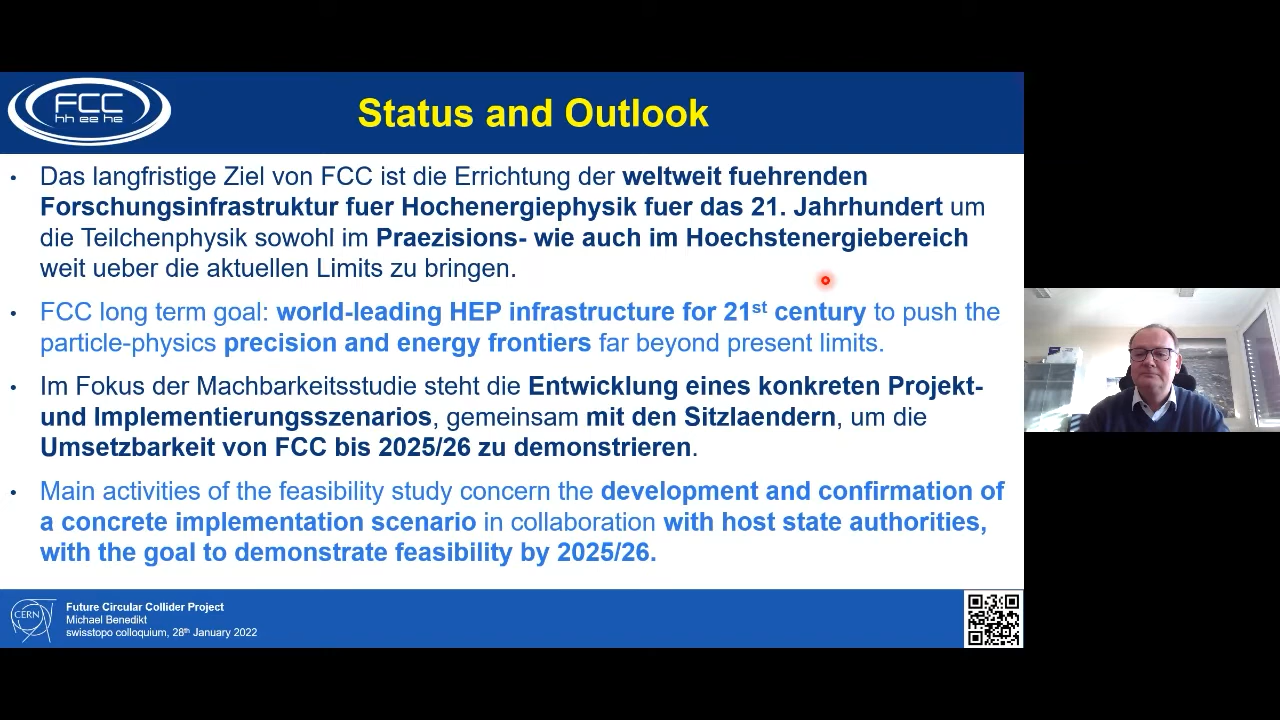 FCC
hh ee he
Status and Outlook
• Das langfristige Ziel von FCC ist die Errichtung der weltweit fuehrenden
Forschungsinfrastruktur fuer Hochenergiephysik fuer das 21. Jahrhundert um
die Teilchenphysik sowohl im Praezisions- wie auch im Hoechstenergiebereich
weit ueber die aktuellen Limits zu bringen.
• FCC long term goal: world-leading HEP infrastructure for 21st century to push the
particle-physics precision and energy frontiers far beyond present limits.
• Im Fokus der Machbarkeitsstudie steht die Entwicklung eines konkreten Projekt-
und Implementierungsszenarios, gemeinsam mit den Sitzlaendern, um die
Umsetzbarkeit von FCC bis 2025/26 zu demonstrieren.
• Main activities of the feasibility study concern the development and confirmation of
a concrete implementation scenario in collaboration with host state authorities,
with the goal to demonstrate feasibility by 2025/26.
CERN
Future Circular Collider Project
Michael Benedikt
swisstopo colloquium, 28th January 2022